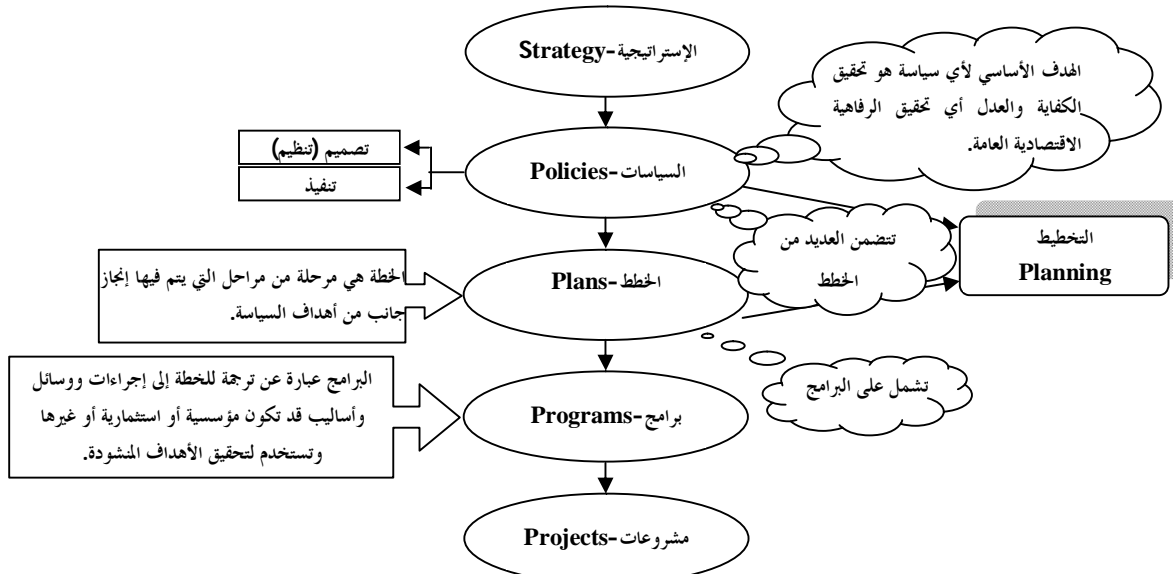 الإستراتيجية-Strategy
الهدف الأساسي لأي سياسة هو تحقيق
الكفاية والعدل أي تحقيق الرفاهية
الاقتصادية العامة.
تصميم (تنظيم)
تنفيذ
السياسات-Policies
تتضمن العديد من
الخطط
التخطيط
Planning
الخطط-Plans
الخطة هي مرحلة من مراحل التي يتم فيها إنجاز
جانب من أهداف السياسة.
تشمل على البرامج
البرامج عبارة عن ترجمة للخطة إلى إجراءات ووسائل
وأساليب قد تكون مؤسسية أو استثمارية أو غيرها
وتستخدم لتحقيق الأهداف المنشودة.
برامج-Programs
مشروعات-Projects